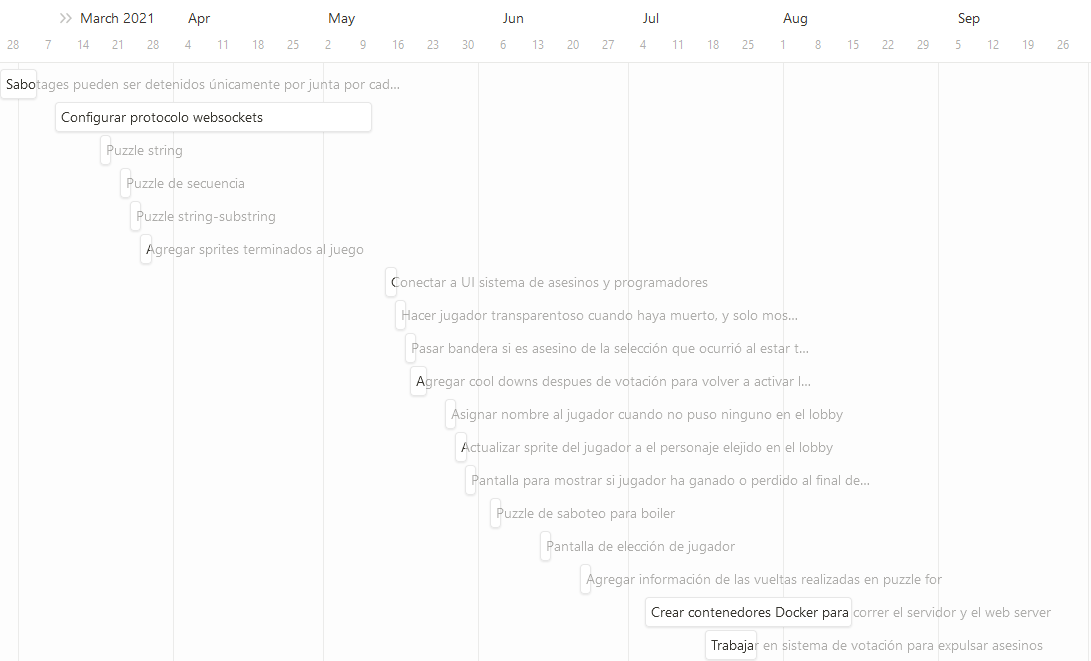 March 2021 Apr May Jun Jul Aug Sep
28 7 14 21 28 4 11 18 25 2 9 16 23 30 6 13 20 27 4 11 18 25 1 8 15 22 29 5 12 19 26
Sabotages pueden ser detenidos únicamente por junta por cad...
Configurar protocolo websockets
Puzzle string
Puzzle de secuencia
Puzzle string-substring
Agregar sprites terminados al juego
Conectar a UI sistema de asesinos y programadores
Hacer jugador transparentoso cuando haya muerto, y solo mos...
Pasar bandera si es asesino de la selección que ocurrió al estar t...
Agregar cool downs despues de votación para volver a activar l...
Asignar nombre al jugador cuando no puso ninguno en el lobby
Actualizar sprite del jugador a el personaje elejido en el lobby
Pantalla para mostrar si jugador ha ganado o perdido al final de...
Puzzle de saboteo para boiler
Pantalla de elección de jugador
Agregar información de las vueltas realizadas en puzzle for
Crear contenedores Docker para correr el servidor y el web server
Trabajar en sistema de votación para expulsar asesinos